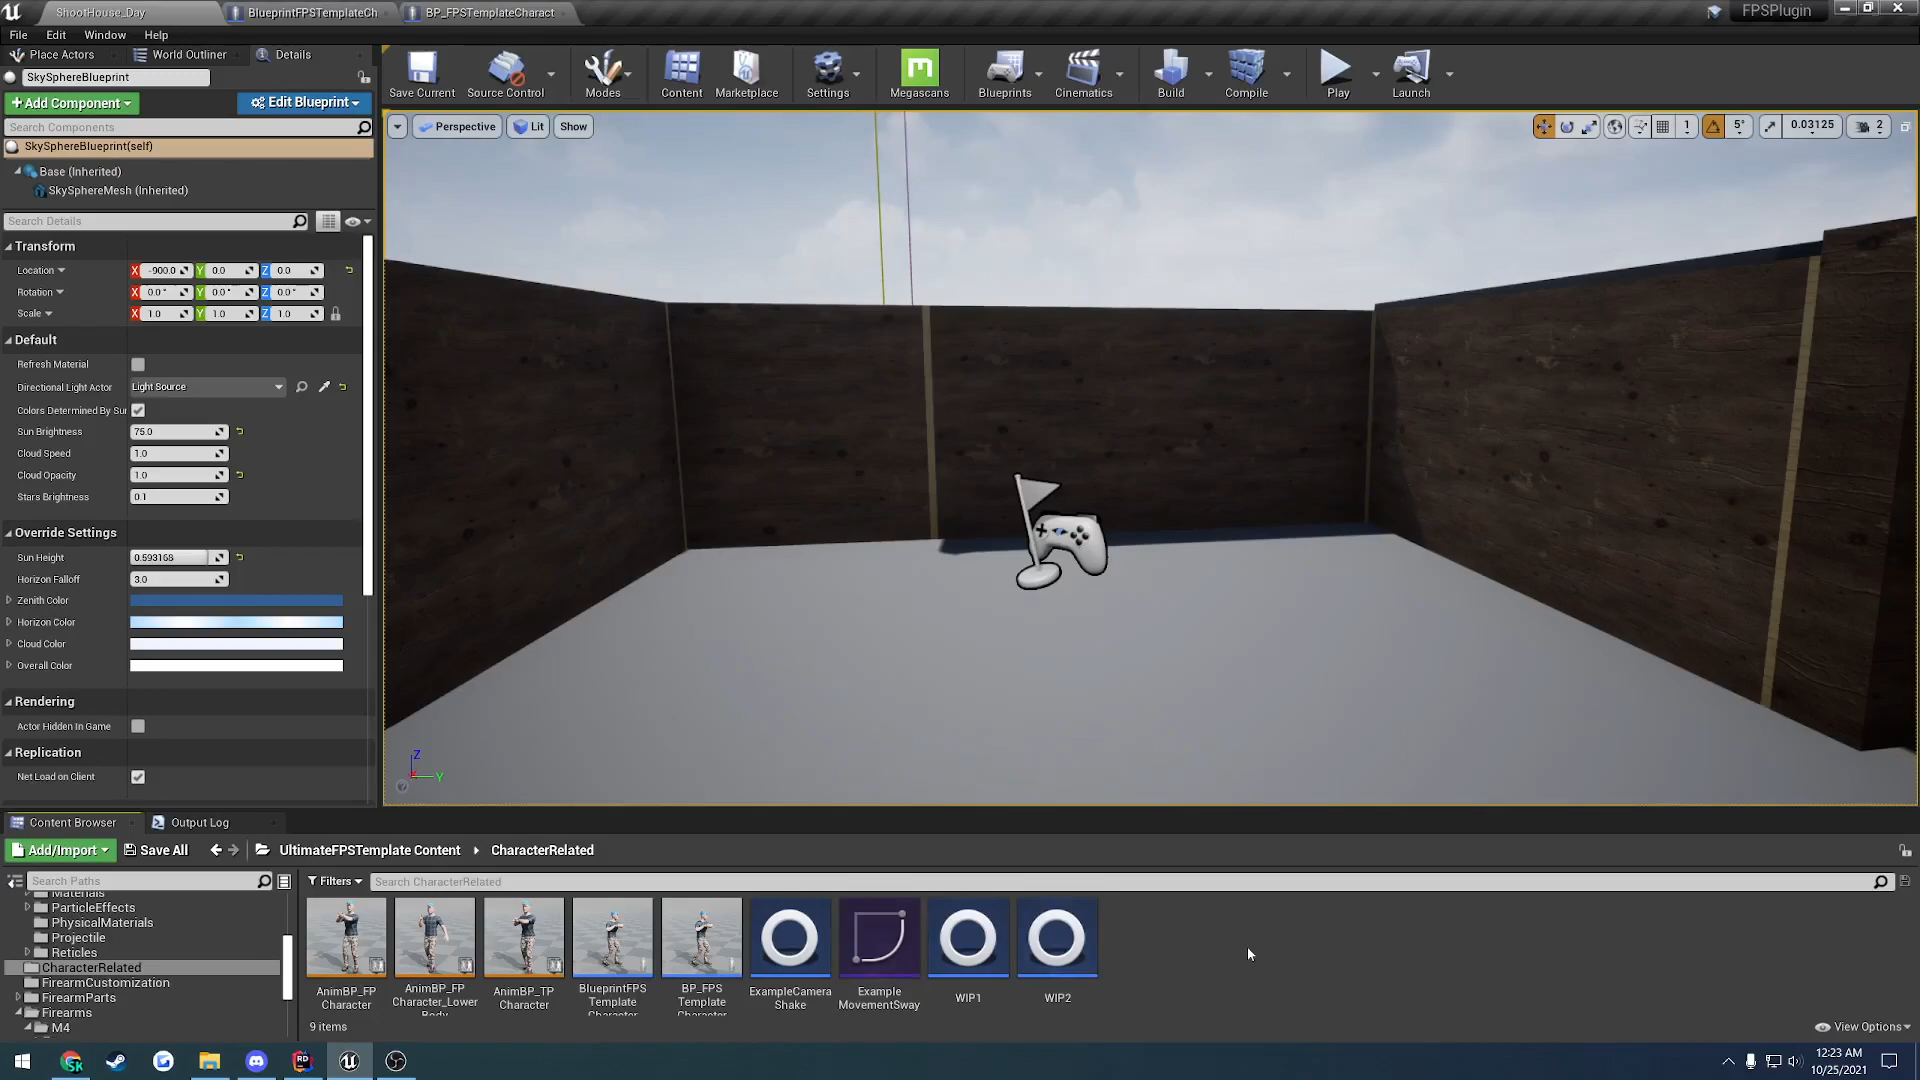 ShootHouse_Day
BlueprintFPSTemplateCh
BP_FPSTemplateCharact
FPSPlugin
File Edit Window Help
Place Actors World Outliner Details
SkySphereBlueprint
Add Component
Edit Blueprint
Search Components
SkySphereBlueprint(self)
Base (Inherited)
SkySphereMesh (Inherited)
Search Details
Transform
Location X -900.0 Y 0.0 Z 0.0
Rotation X 0.0° Y 0.0° Z 0.0°
Scale X 1.0 Y 1.0 Z 1.0
Default
Refresh Material
Directional Light Actor Light Source
Colors Determined By Sur
Sun Brightness 75.0
Cloud Speed 1.0
Cloud Opacity 1.0
Stars Brightness 0.1
Override Settings
Sun Height 0.593168
Horizon Falloff 3.0
Zenith Color
Horizon Color
Cloud Color
Overall Color
Rendering
Actor Hidden In Game
Replication
Net Load on Client
Save Current Source Control Modes Content Marketplace Settings Megascans Blueprints Cinematics Build Compile Play Launch
Perspective Lit Show
1 5° 0.03125 2
Z
Y
Content Browser Output Log
Add/Import Save All UltimateFPSTemplate Content CharacterRelated
Search Paths
Filters Search CharacterRelated
Materials
ParticleEffects
PhysicalMaterials
Projectile
Reticles
CharacterRelated
FirearmCustomization
FirearmParts
Firearms
M4
AnimBP_FP Character
AnimBP_FP Character_Lower Body
AnimBP_TP Character
BlueprintFPS Template Character
BP_FPS Template Character
ExampleCamera Shake
Example MovementSway
WIP1
WIP2
9 items
View Options
12:23 AM
10/25/2021